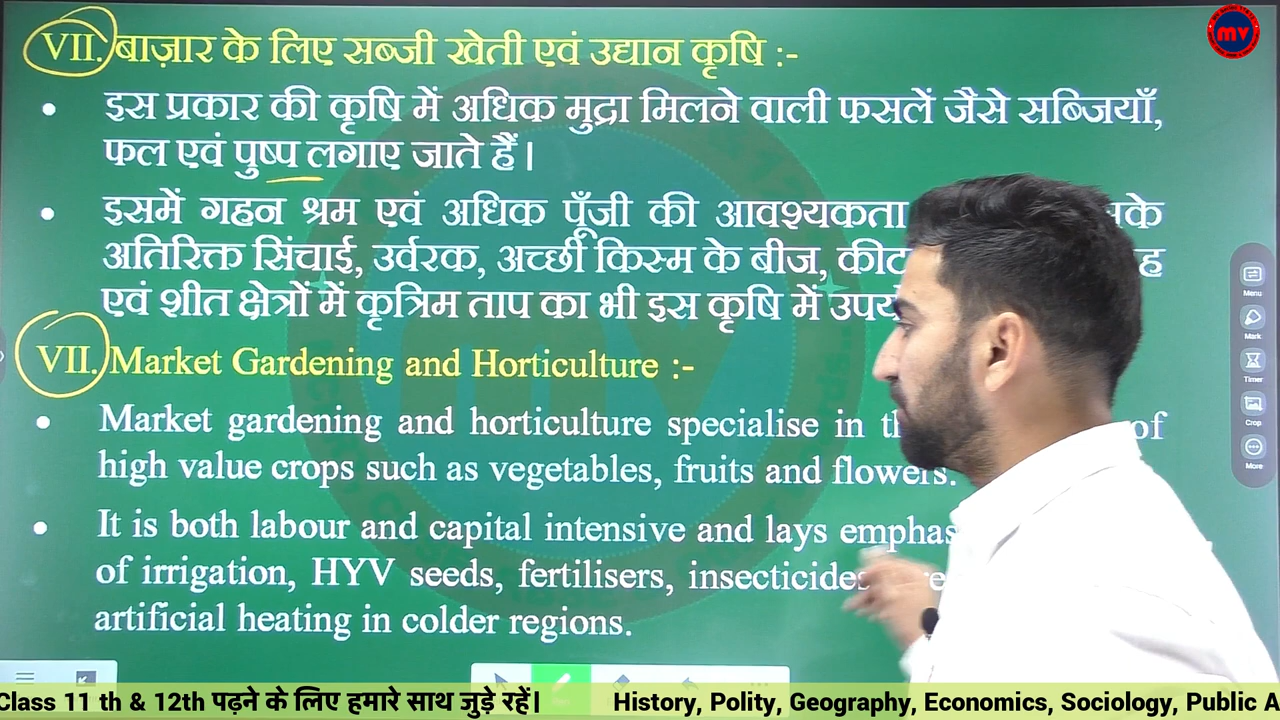 VII. बाज़ार के लिए सब्जी खेती एवं उद्यान कृषि :-
• इस प्रकार की कृषि में अधिक मुद्रा मिलने वाली फसलें जैसे सब्जियाँ,
फल एवं पुष्प लगाए जाते हैं।
• इसमें गहन श्रम एवं अधिक पूँजी की आवश्यकता
अतिरिक्त सिंचाई, उर्वरक, अच्छी किस्म के बीज,
एवं शीत क्षेत्रों में कृत्रिम ताप का भी इस कृषि में
VII. Market Gardening and Horticulture :-
• Market gardening and horticulture specialise in of
high value crops such as vegetables, fruits and flowers.
• It is both labour and capital intensive and lays
of irrigation, HYV seeds, fertilisers,
artificial heating in colder regions.
mv
Menu
Mark
Timer
Crop
More
Class 11 th & 12th पढ़ने के लिए हमारे साथ जुड़े रहें। History, Polity, Geography, Economics, Sociology, Public